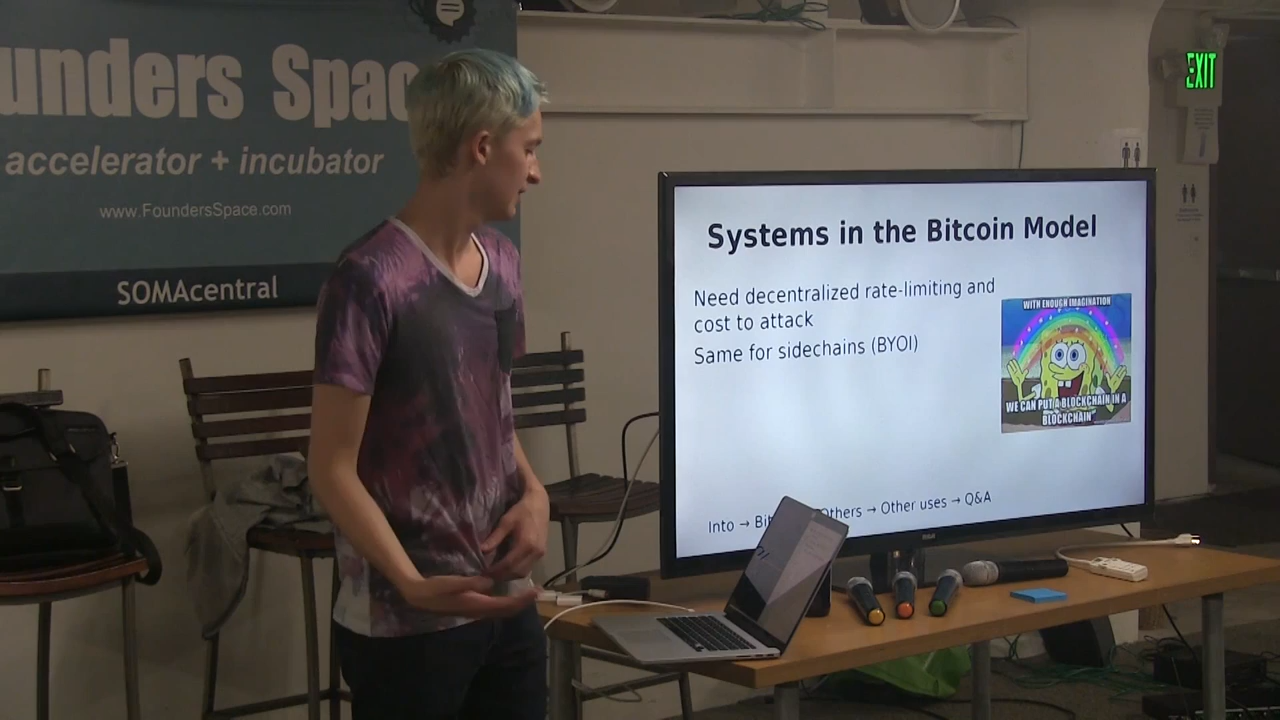 unders Spac
accelerator + incubator
www.FoundersSpace.com
SOMAcentral
EXIT
Systems in the Bitcoin Model
Need decentralized rate-limiting and
cost to attack
Same for sidechains (BYOI)
WITH ENOUGH IMAGINATION
WE CAN PUT A BLOCKCHAIN IN A
BLOCKCHAIN
Into → Bit Others → Other uses → Q&A
RCA